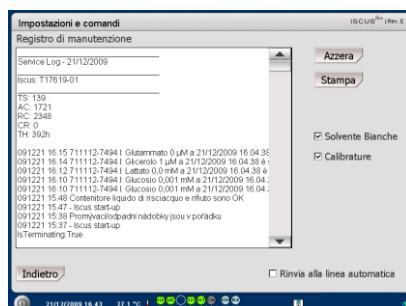 Impostazioni e comandi
ISCUS Flex | Rev. E
Registro di manutenzione
Service Log - 21/12/2009
Iscus: T17619-01
TS: 139
AC: 1721
RC: 2348
CR: 0
TH: 392h
091221 16.15 711112-7494 I: Glutammato 0 µM a 21/12/2009 16.04.38
091221 16.14 711112-7494 I: Glicerolo 1 µM a 21/12/2009 16.04.38 è
091221 16.12 711112-7494 I: Lattato 0,0 mM a 21/12/2009 16.04.38 è
091221 16.10 711112-7494 I: Glucosio 0,001 mM a 21/12/2009 16.04.
091221 16.10 711112-7494 I: Glucosio 0,001 mM a 21/12/2009 16.04.
091221 15.48 Contenitore liquido di risciacquo e rifiuto sono OK
091221 15.47 - Iscus start-up
091221 15.38 Promývací/odpadní nádobky jsou v pořádku
091221 15.37 - Iscus start-up
IsTerminating:True
Azzera
Stampa
Solvente Bianche
Calibrature
Indietro
Rinvia alla linea automatica
21/12/2009 16.43 27.1 °C